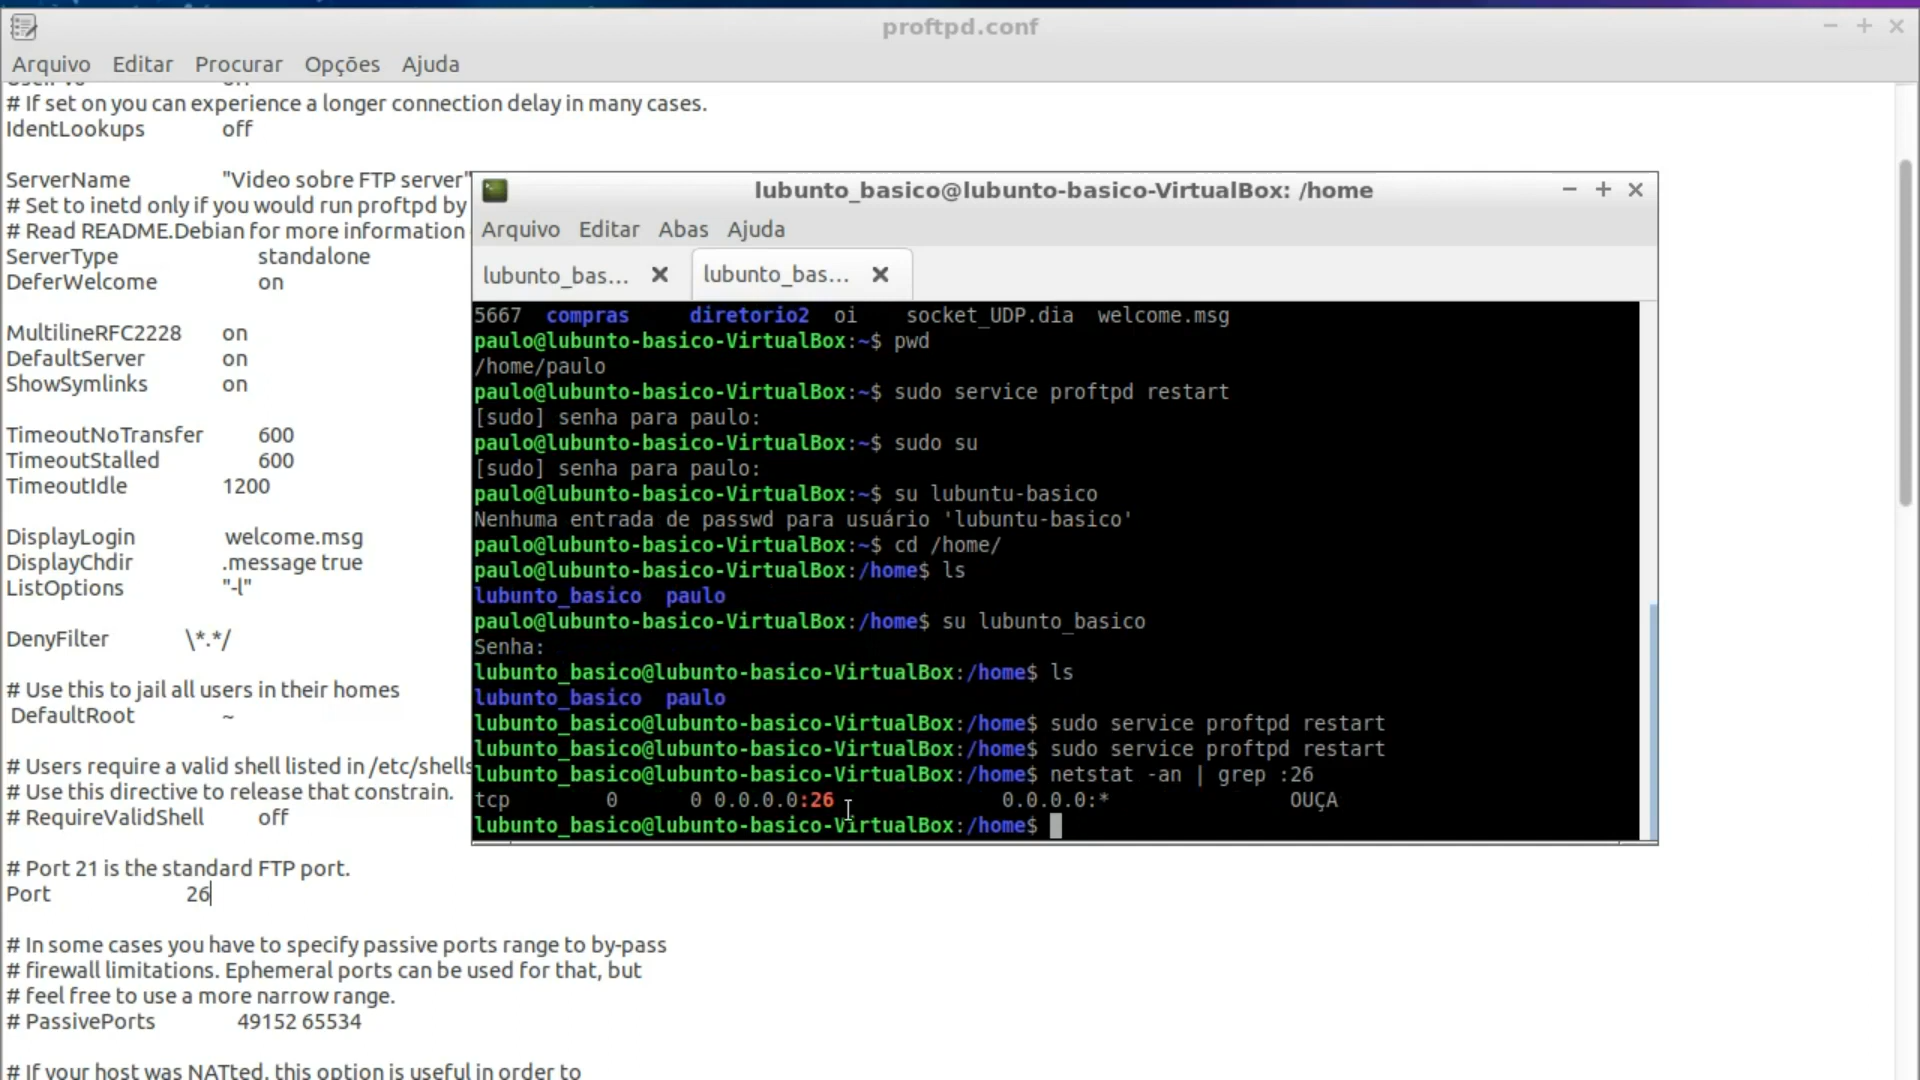 proftpd.conf
Arquivo Editar Procurar Opções Ajuda
# If set on you can experience a longer connection delay in many cases.
IdentLookups off
ServerName "Video sobre FTP server"
# Set to inetd only if you would run proftpd by
# Read README.Debian for more information
ServerType standalone
DeferWelcome on
MultilineRFC2228 on
DefaultServer on
ShowSymlinks on
TimeoutNoTransfer 600
TimeoutStalled 600
TimeoutIdle 1200
DisplayLogin welcome.msg
DisplayChdir .message true
ListOptions "-l"
DenyFilter \*.*/
# Use this to jail all users in their homes
DefaultRoot ~
# Users require a valid shell listed in /etc/shells
# Use this directive to release that constrain.
# RequireValidShell off
# Port 21 is the standard FTP port.
Port 26
# In some cases you have to specify passive ports range to by-pass
# firewall limitations. Ephemeral ports can be used for that, but
# feel free to use a more narrow range.
# PassivePorts 49152 65534
# If your host was NATted, this option is useful in order to
lubunto_basico@lubunto-basico-VirtualBox: /home
Arquivo Editar Abas Ajuda
lubunto_bas... lubunto_bas...
5667 compras diretorio2 oi socket_UDP.dia welcome.msg
paulo@lubunto-basico-VirtualBox:~$ pwd
/home/paulo
paulo@lubunto-basico-VirtualBox:~$ sudo service proftpd restart
[sudo] senha para paulo:
paulo@lubunto-basico-VirtualBox:~$ sudo su
[sudo] senha para paulo:
paulo@lubunto-basico-VirtualBox:~$ su lubuntu-basico
Nenhuma entrada de passwd para usuário 'lubuntu-basico'
paulo@lubunto-basico-VirtualBox:~$ cd /home/
paulo@lubunto-basico-VirtualBox:/home$ ls
lubunto_basico paulo
paulo@lubunto-basico-VirtualBox:/home$ su lubunto_basico
Senha:
lubunto_basico@lubunto-basico-VirtualBox:/home$ ls
lubunto_basico paulo
lubunto_basico@lubunto-basico-VirtualBox:/home$ sudo service proftpd restart
lubunto_basico@lubunto-basico-VirtualBox:/home$ sudo service proftpd restart
lubunto_basico@lubunto-basico-VirtualBox:/home$ netstat -an | grep :26
tcp 0 0 0.0.0.0:26 0.0.0.0:* OUÇA
lubunto_basico@lubunto-basico-VirtualBox:/home$